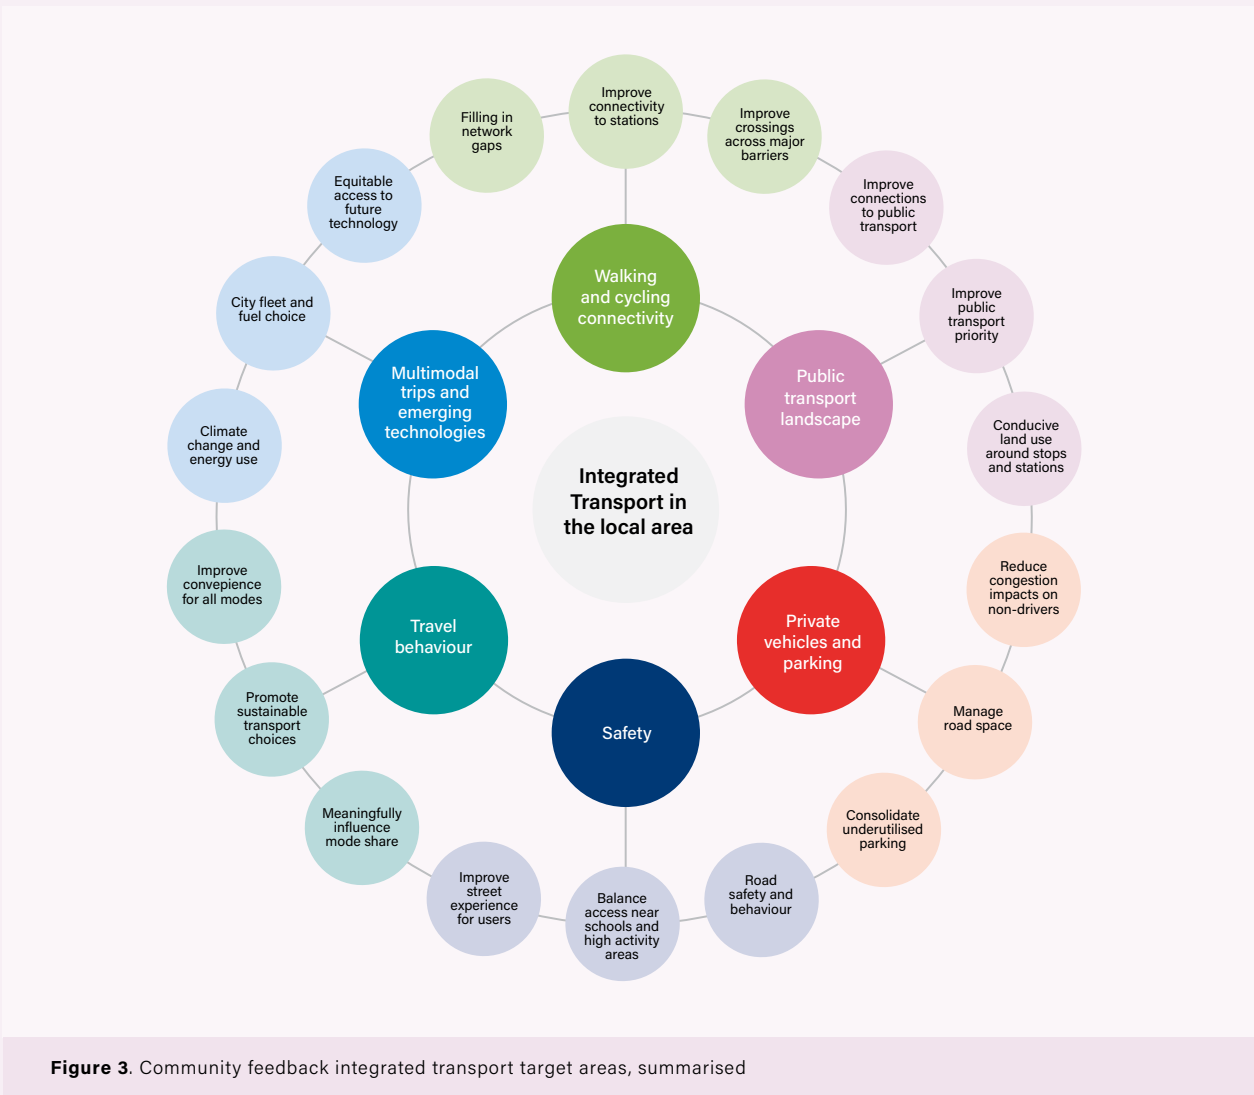 Improve
connectivity
to stations
Filling in
network
gaps
Improve
crossings
across major
barriers
Equitable
access to
future
technology
Improve
connections
to public
transport
City fleet and
fuel choice
Walking
and cycling
connectivity
Improve
public
transport
priority
Multimodal
trips and
emerging
technologies
Public
transport
landscape
Climate
change and
energy use
Conducive
land use
around stops
and stations
Integrated
Transport in
the local area
Improve
convepience
for all modes
Reduce
congestion
impacts on
non-drivers
Travel
behaviour
Private
vehicles and
parking
Promote
sustainable
transport
choices
Safety
Manage
road space
Meaningfully
influence
mode share
Consolidate
underutilised
parking
Improve
street
experience
for users
Balance
access near
schools and
high activity
areas
Road
safety and
behaviour
Figure 3. Community feedback integrated transport target areas, summarised